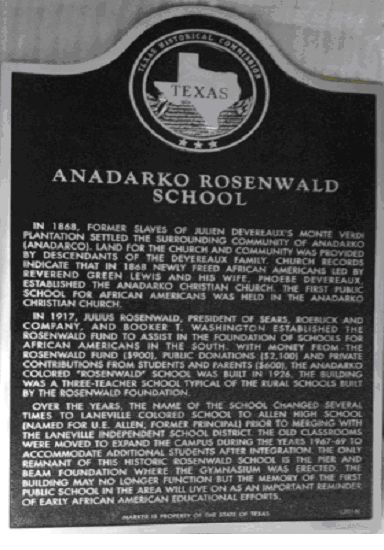 TEXAS HISTORICAL COMMISSION
TEXAS
ANADARKO ROSENWALD
SCHOOL
IN 1868, FORMER SLAVES OF JULIEN DEVEREAUX'S MONTE VERDI
PLANTATION SETTLED THE SURROUNDING COMMUNITY OF ANADARKO
(ANADARCO). LAND FOR THE CHURCH AND COMMUNITY WAS PROVIDED
BY DESCENDANTS OF THE DEVEREAUX FAMILY. CHURCH RECORDS
INDICATE THAT IN 1868 NEWLY FREED AFRICAN AMERICANS LED BY
REVEREND GREEN LEWIS AND HIS WIFE, PHOEBE DEVEREAUX,
ESTABLISHED THE ANADARKO CHRISTIAN CHURCH. THE FIRST PUBLIC
SCHOOL FOR AFRICAN AMERICANS WAS HELD IN THE ANADARKO
CHRISTIAN CHURCH.
IN 1917, JULIUS ROSENWALD, PRESIDENT OF SEARS, ROEBUCK AND
COMPANY, AND BOOKER T. WASHINGTON ESTABLISHED THE
ROSENWALD FUND TO ASSIST IN THE FOUNDATION OF SCHOOLS FOR
AFRICAN AMERICANS IN THE SOUTH. WITH MONEY FROM THE
ROSENWALD FUND ($900), PUBLIC DONATIONS ($2,100) AND PRIVATE
CONTRIBUTIONS FROM STUDENTS AND PARENTS ($600), THE ANADARKO
COLORED "ROSENWALD" SCHOOL WAS BUILT IN 1926. THE BUILDING
WAS A THREE-TEACHER SCHOOL TYPICAL OF THE RURAL SCHOOLS BUILT
BY THE ROSENWALD FOUNDATION.
OVER THE YEARS, THE NAME OF THE SCHOOL CHANGED SEVERAL
TIMES TO LANEVILLE COLORED SCHOOL TO ALLEN HIGH SCHOOL
(NAMED FOR U.E. ALLEN, FORMER PRINCIPAL) PRIOR TO MERGING WITH
THE LANEVILLE INDEPENDENT SCHOOL DISTRICT. THE OLD CLASSROOMS
WERE MOVED TO EXPAND THE CAMPUS DURING THE YEARS 1967-69 TO
ACCOMMODATE ADDITIONAL STUDENTS AFTER INTEGRATION. THE ONLY
REMNANT OF THIS HISTORIC ROSENWALD SCHOOL IS THE PIER AND
BEAM FOUNDATION WHERE THE GYMNASIUM WAS ERECTED. THE
BUILDING MAY NO LONGER FUNCTION BUT THE MEMORY OF THE FIRST
PUBLIC SCHOOL IN THE AREA WILL LIVE ON AS AN IMPORTANT REMINDER
OF EARLY AFRICAN AMERICAN EDUCATIONAL EFFORTS.
MARKER IS PROPERTY OF THE STATE OF TEXAS